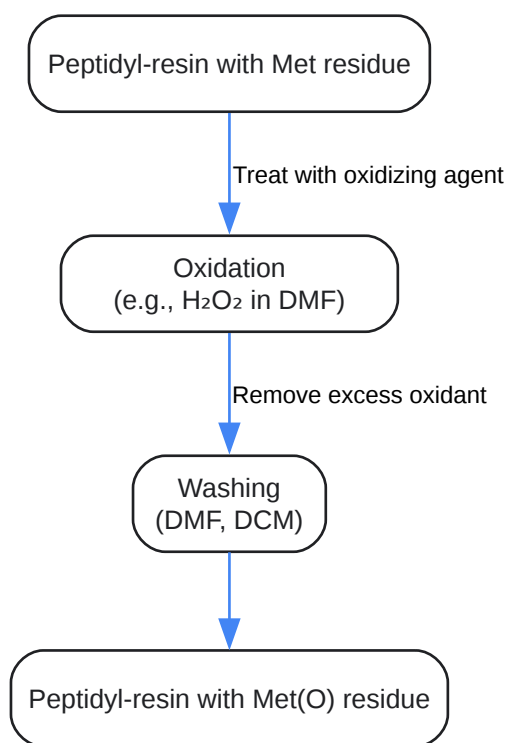 Peptidyl-resin with Met residue
Treat with oxidizing agent
Oxidation
(e.g., H₂O₂ in DMF)
Remove excess oxidant
Washing
(DMF, DCM)
Peptidyl-resin with Met(O) residue